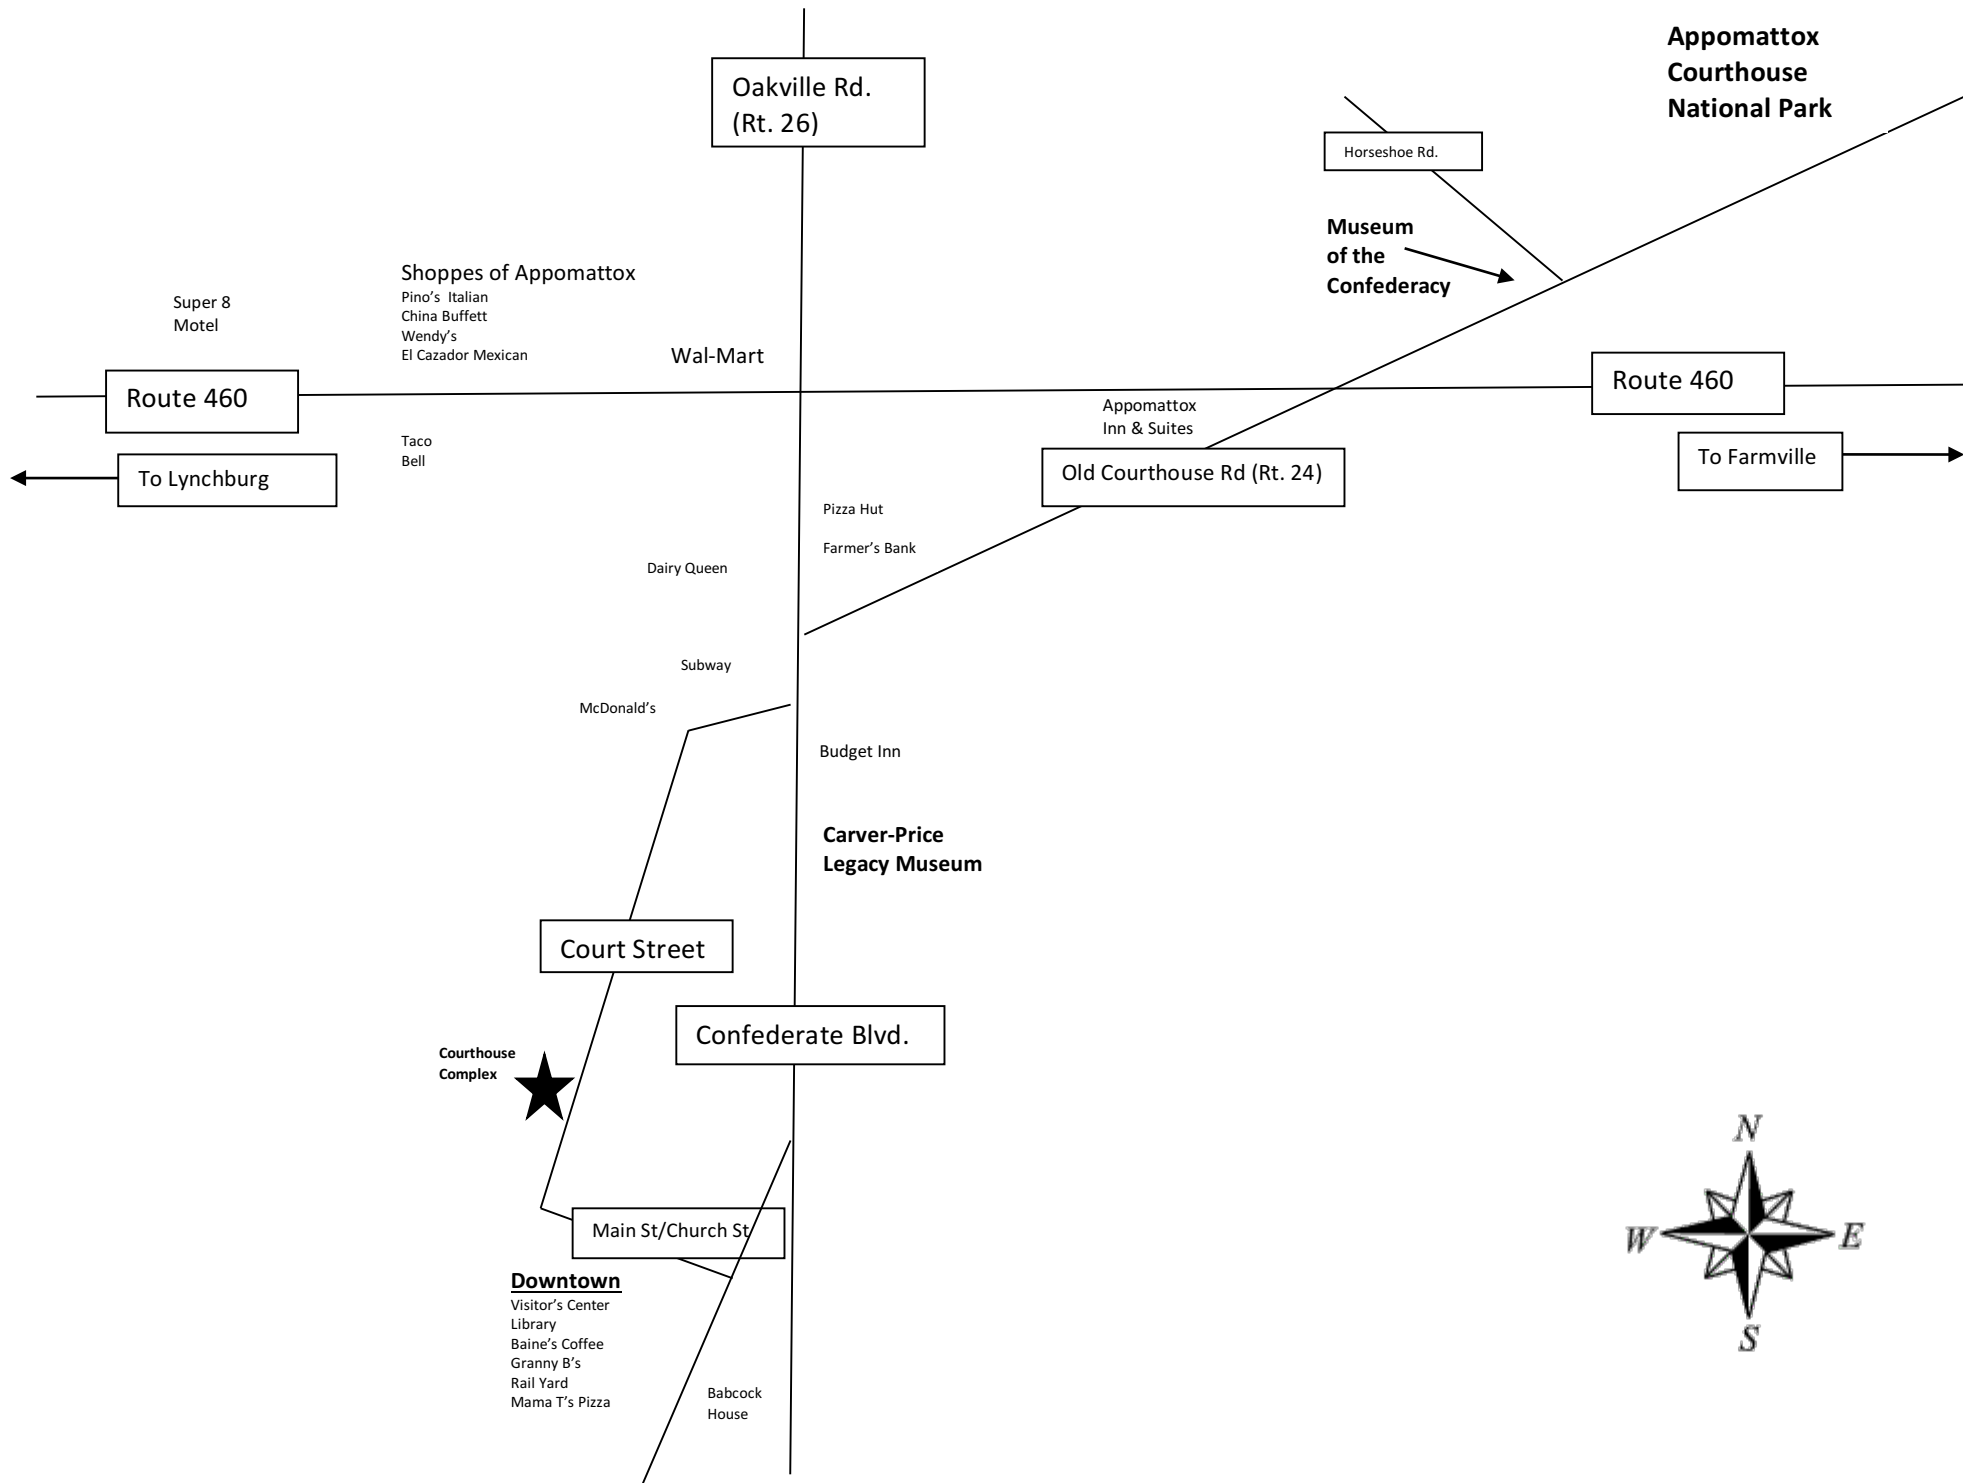 Appomattox
Courthouse
National Park
Oakville Rd.
(Rt. 26)
Horseshoe Rd.
Museum
of the
Confederacy
Shoppes of Appomattox
Pino’s Italian
China Buffett
Wendy’s
El Cazador Mexican
Super 8
Motel
Wal-Mart
Route 460
Route 460
Appomattox
Inn & Suites
Taco
Bell
To Lynchburg
Old Courthouse Rd (Rt. 24)
To Farmville
Pizza Hut
Farmer’s Bank
Dairy Queen
Subway
McDonald’s
Budget Inn
Carver-Price
Legacy Museum
Court Street
Confederate Blvd.
Courthouse
Complex
N
W
E
S
Main St/Church St
Downtown
Visitor’s Center
Library
Baine’s Coffee
Granny B’s
Rail Yard
Mama T’s Pizza
Babcock
House